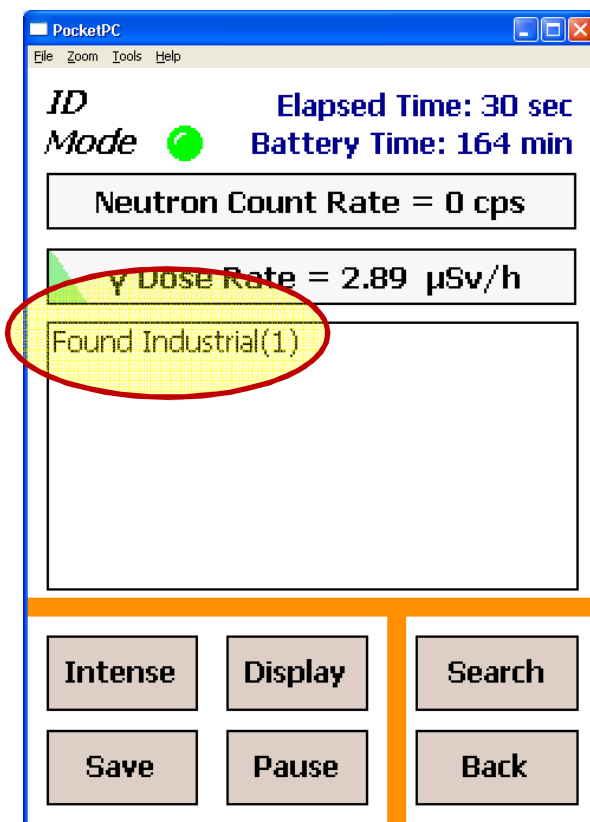 PocketPC
File Zoom Tools Help
ID Elapsed Time: 30 sec
Mode Battery Time: 164 min
Neutron Count Rate = 0 cps
γ Dose Rate = 2.89 µSv/h
Found Industrial(1)
Intense Display Search
Save Pause Back